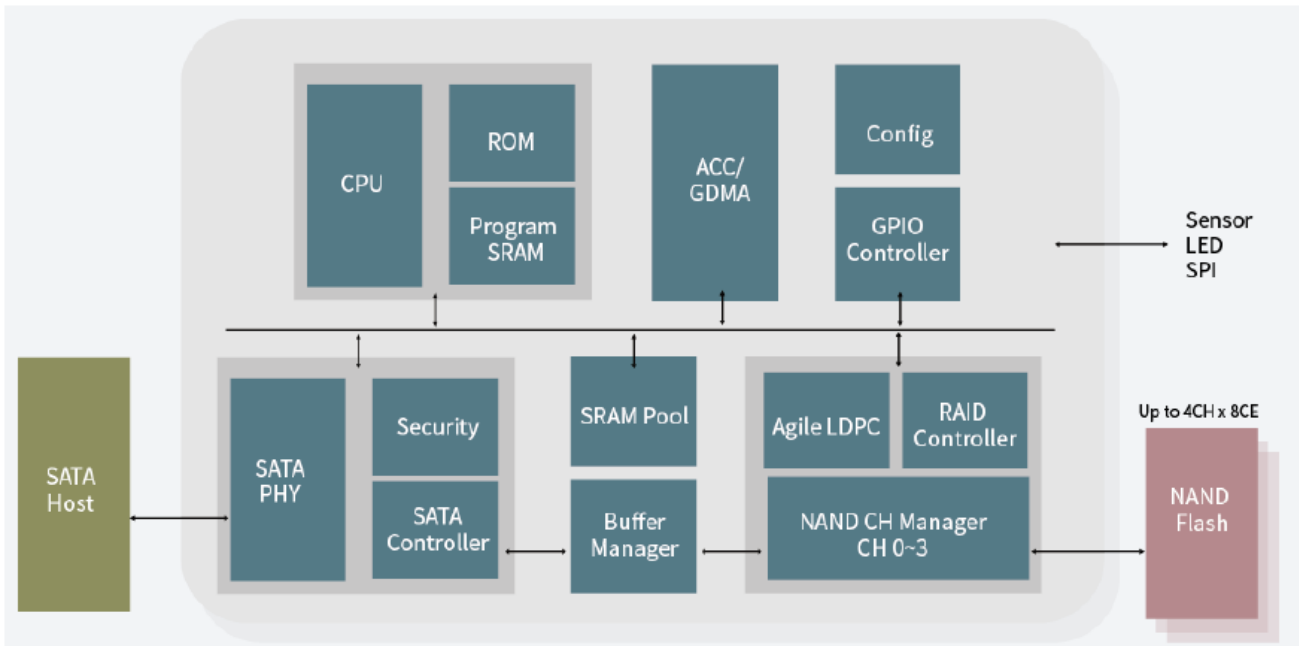 CPU
ROM
Program
SRAM
ACC/
GDMA
Config
GPIO
Controller
Sensor
LED
SPI
SATA
Host
SATA
PHY
Security
SATA
Controller
SRAM Pool
Buffer
Manager
Agile LDPC
RAID
Controller
NAND CH Manager
CH 0~3
Up to 4CH x 8CE
NAND
Flash